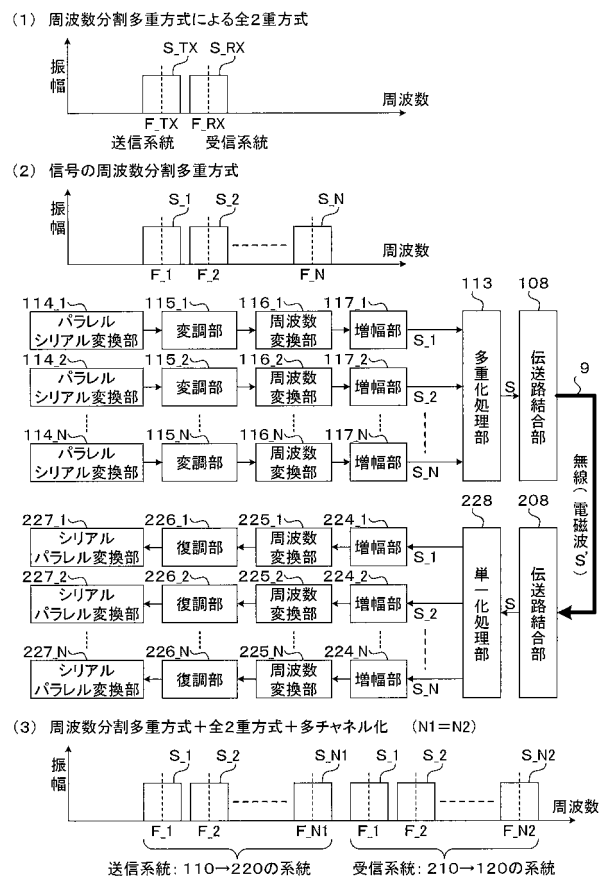 (1) 周波数分割多重方式による全2重方式
S_TX S_RX
振幅
周波数
F_TX F_RX
送信系統 受信系統
(2) 信号の周波数分割多重方式
S_1 S_2 S_N
振幅
周波数
F_1 F_2 F_N
114_1 115_1 116_1 117_1 113 108
パラレル
シリアル変換部
変調部
周波数
変換部
増幅部
S_1
114_2 115_2 116_2 117_2
パラレル
シリアル変換部
変調部
周波数
変換部
増幅部
S_2
114_N 115_N 116_N 117_N
パラレル
シリアル変換部
変調部
周波数
変換部
増幅部
S_N
多重化処理部
S
伝送路結合部
9
無線(電磁波S')
227_1 226_1 225_1 224_1 228 208
シリアル
パラレル変換部
復調部
周波数
変換部
増幅部
S_1
227_2 226_2 225_2 224_2
シリアル
パラレル変換部
復調部
周波数
変換部
増幅部
S_2
227_N 226_N 225_N 224_N
シリアル
パラレル変換部
復調部
周波数
変換部
増幅部
S_N
単一化処理部
S
伝送路結合部
(3) 周波数分割多重方式+全2重方式+多チャネル化 (N1=N2)
S_1 S_2 S_N1 S_1 S_2 S_N2
振幅
周波数
F_1 F_2 F_N1 F_1 F_2 F_N2
送信系統:110→220の系統 受信系統:210→120の系統